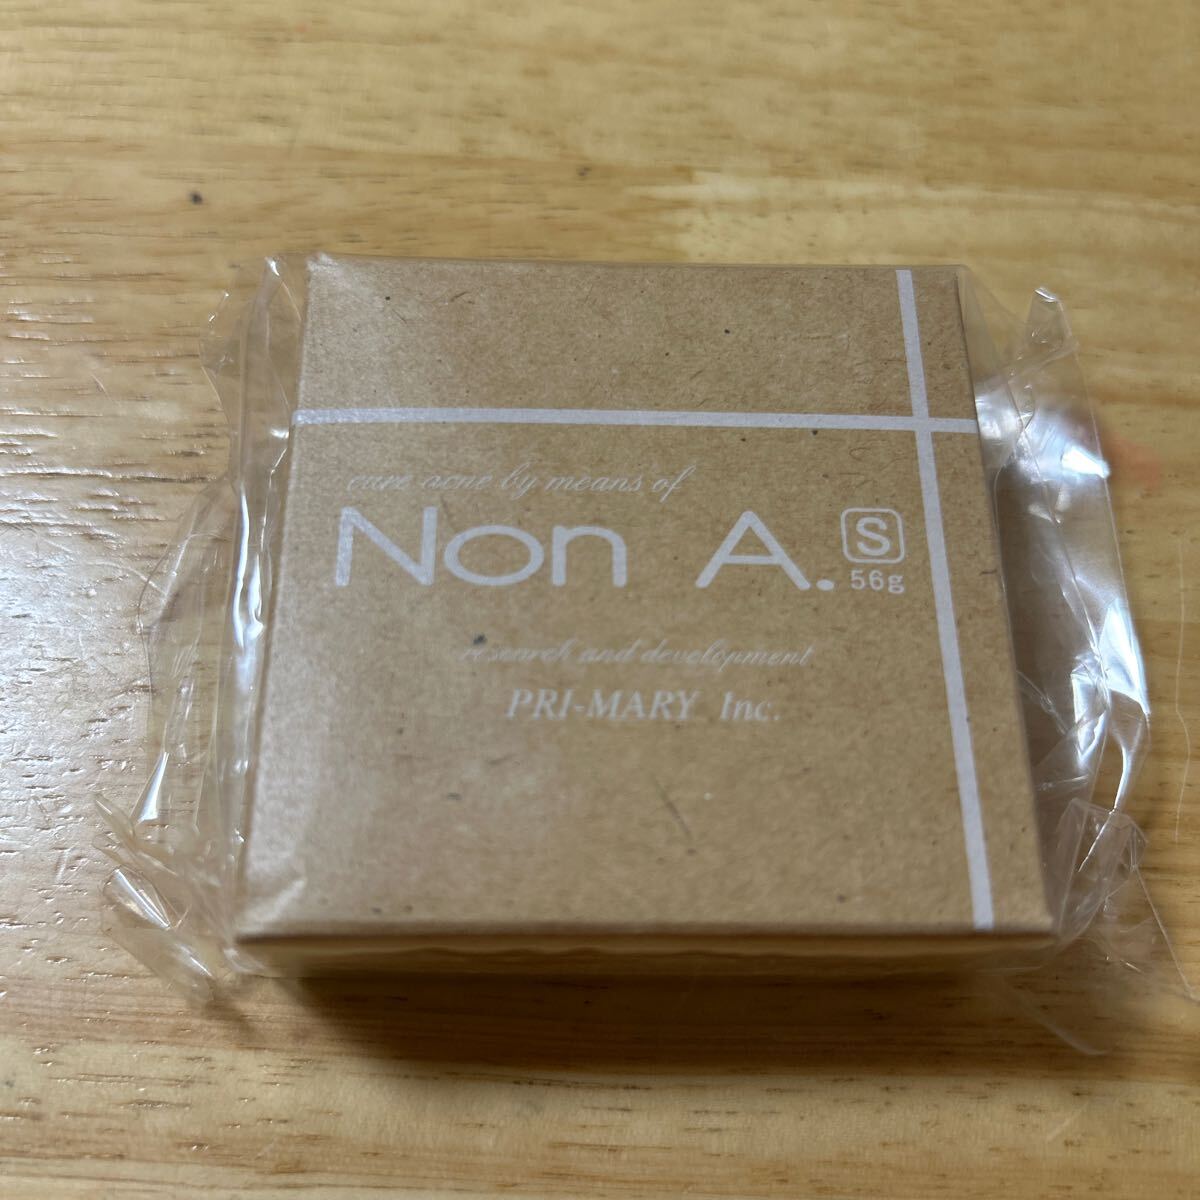 cure acne by means of
Non A. S
56g
research and development
PRI-MARY Inc.